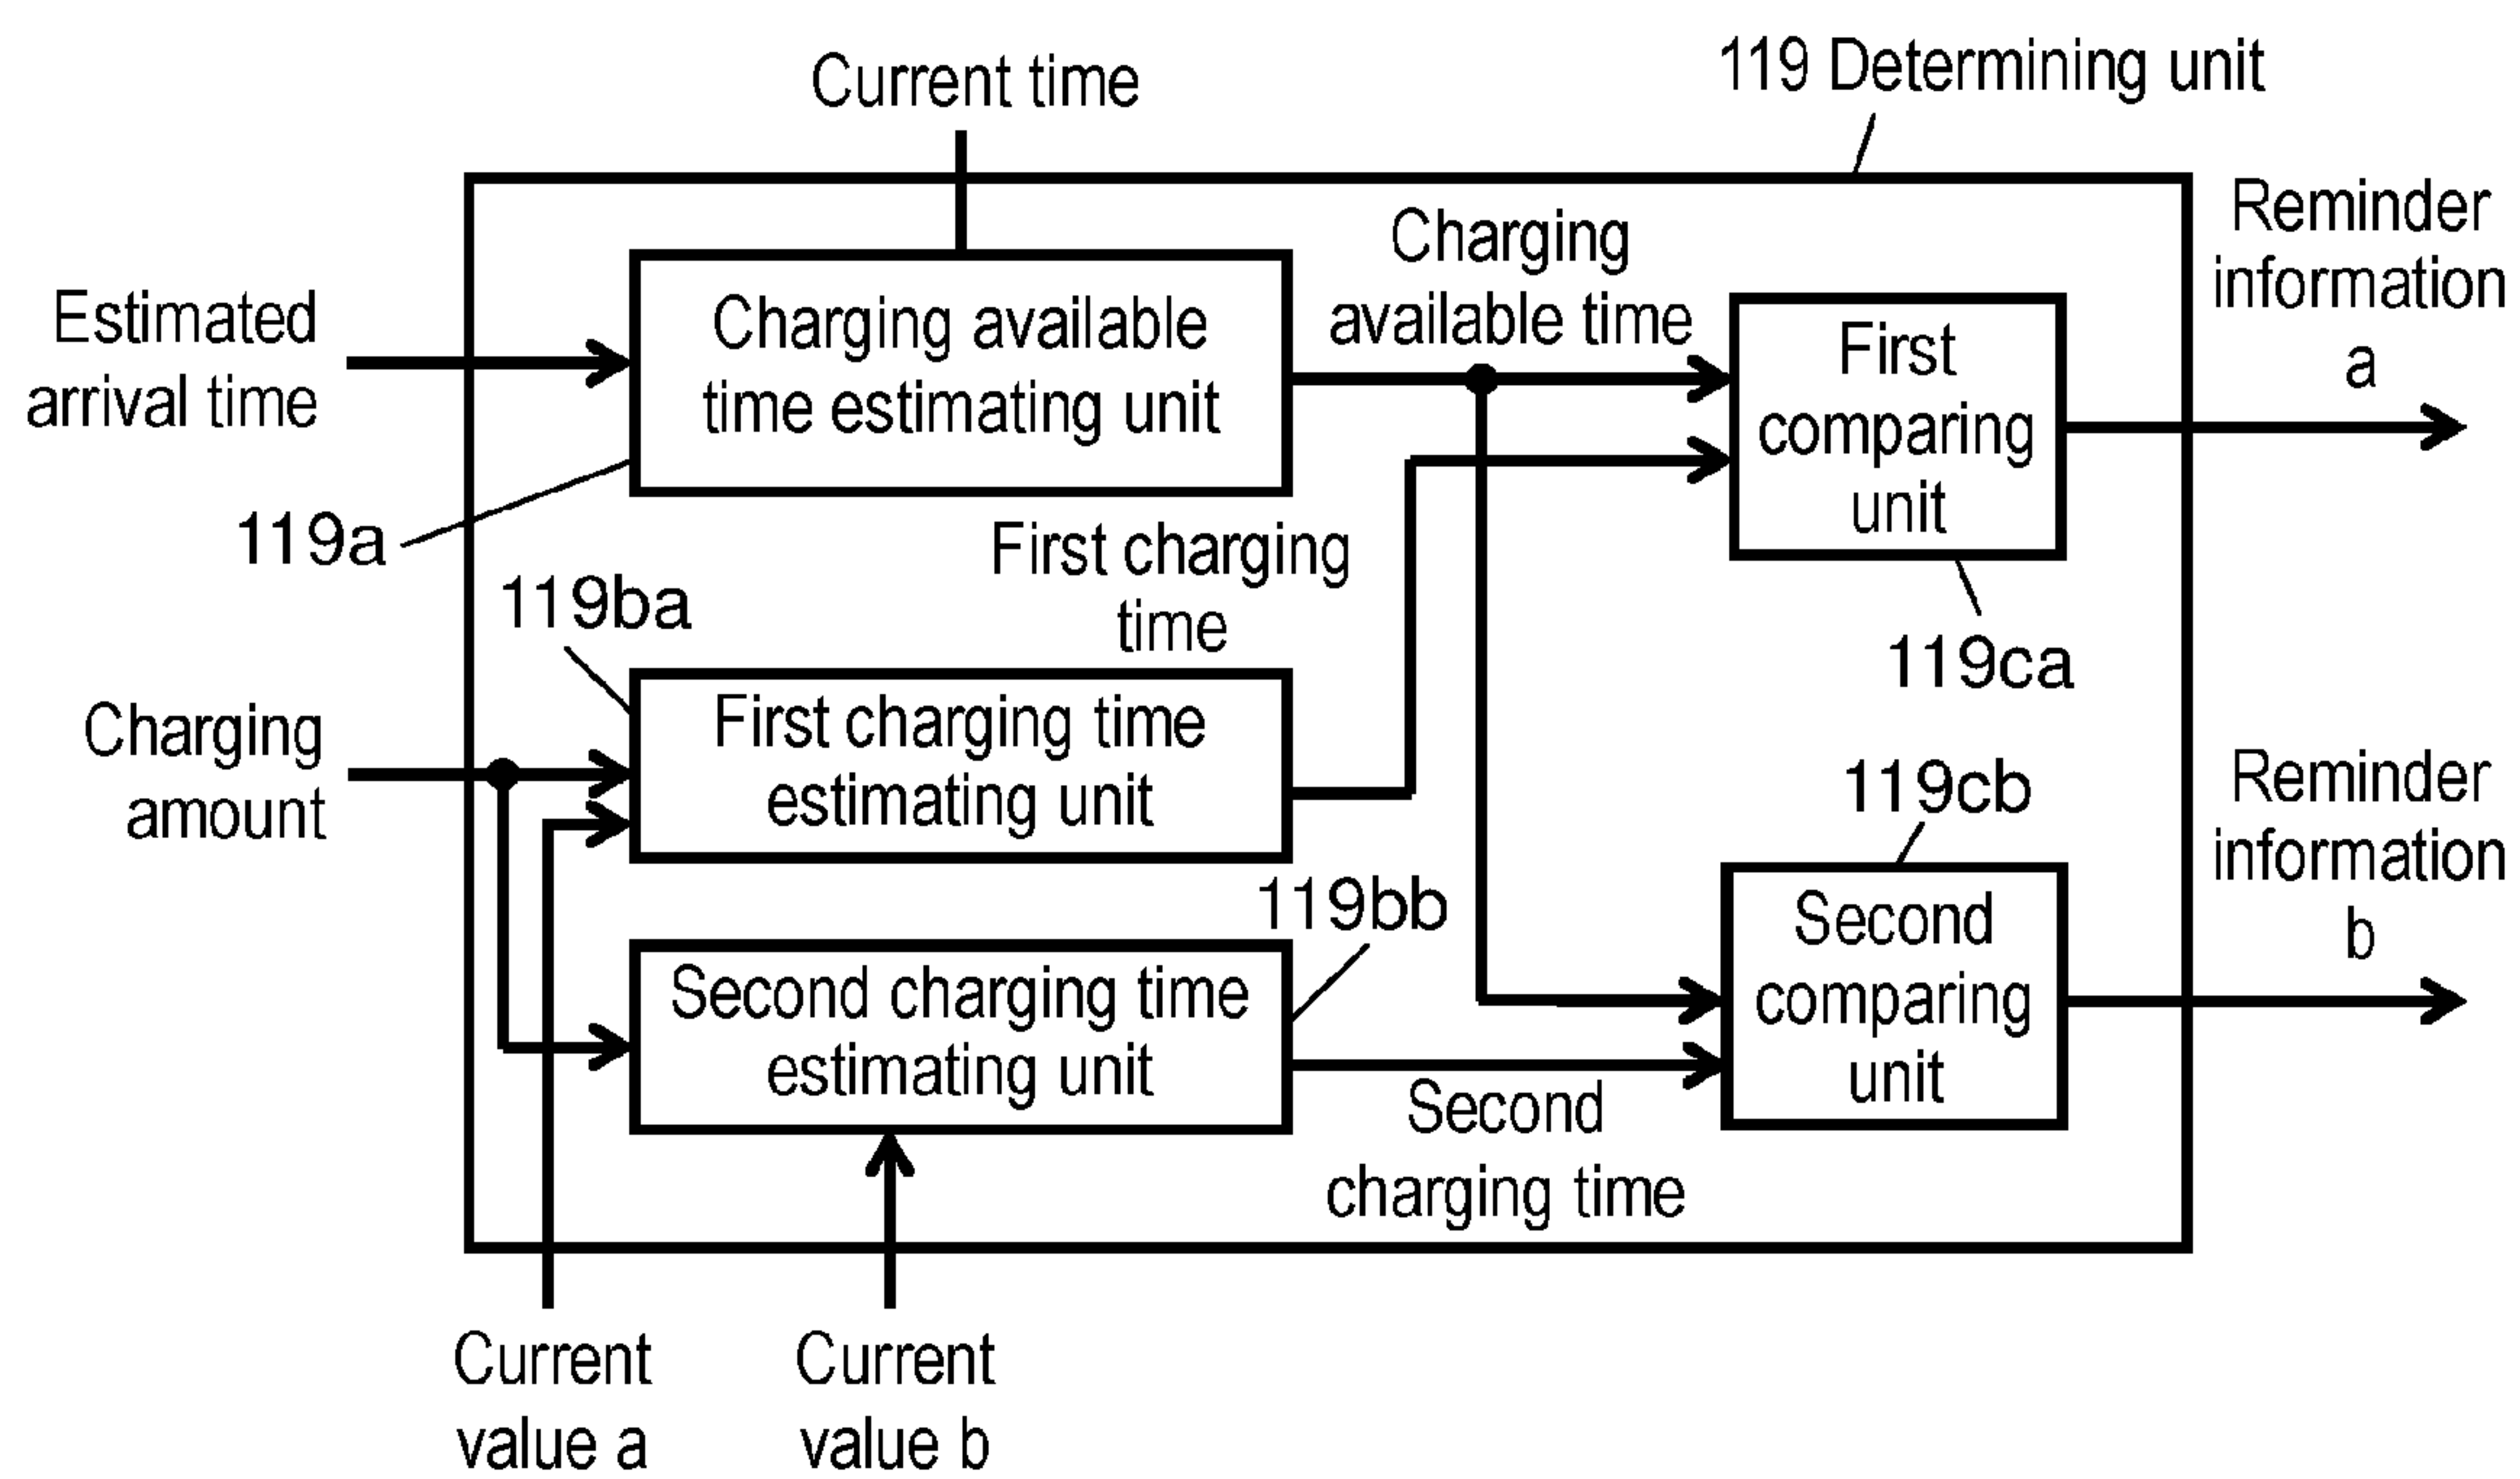 Current time
119 Determining unit
Estimated
arrival time
Charging available
time estimating unit
119a
Charging
available time
First
comparing
unit
119ca
Reminder
information
a
First charging
time
119ba
Charging
amount
First charging time
estimating unit
119bb
Second charging time
estimating unit
Second
charging time
119cb
Second
comparing
unit
Reminder
information
b
Current
value a
Current
value b